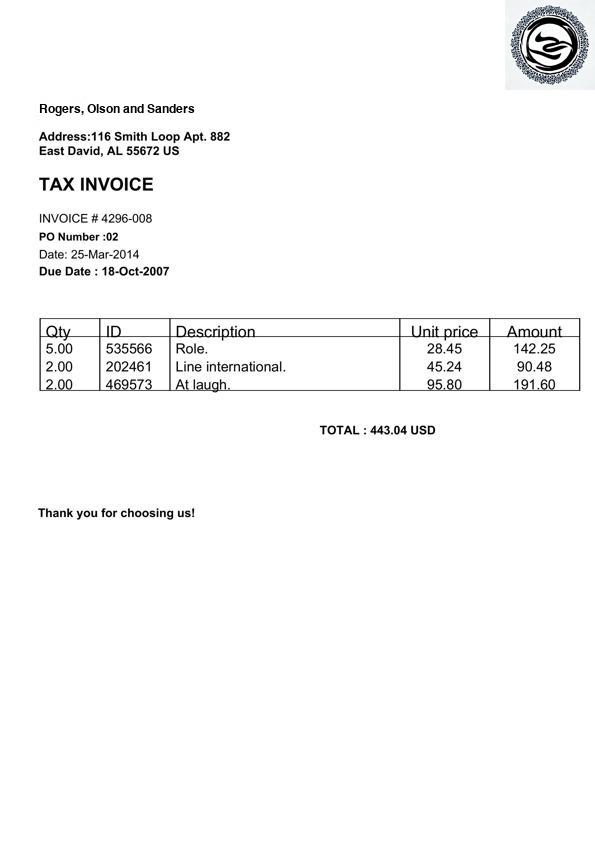 Rogers, Olson and Sanders
Address:116 Smith Loop Apt. 882
East David, AL 55672 US
TAX INVOICE
INVOICE # 4296-008
PO Number :02
Date: 25-Mar-2014
Due Date : 18-Oct-2007
Qty ID Description Unit price Amount
5.00 535566 Role. 28.45 142.25
2.00 202461 Line international. 45.24 90.48
2.00 469573 At laugh. 95.80 191.60
TOTAL : 443.04 USD
Thank you for choosing us!